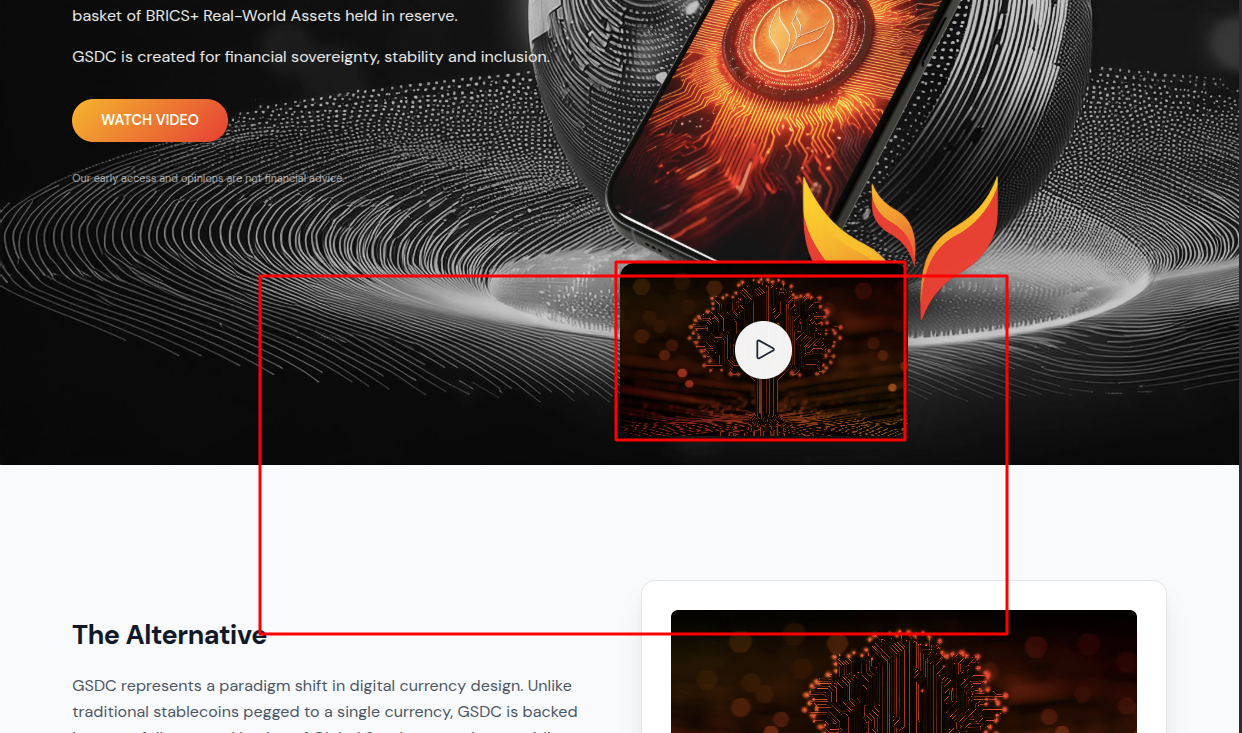 basket of BRICS+ Real-World Assets held in reserve.
GSDC is created for financial sovereignty, stability and inclusion.
WATCH VIDEO
Our early access and opinions are not financial advice.
The Alternative
GSDC represents a paradigm shift in digital currency design. Unlike
traditional stablecoins pegged to a single currency, GSDC is backed